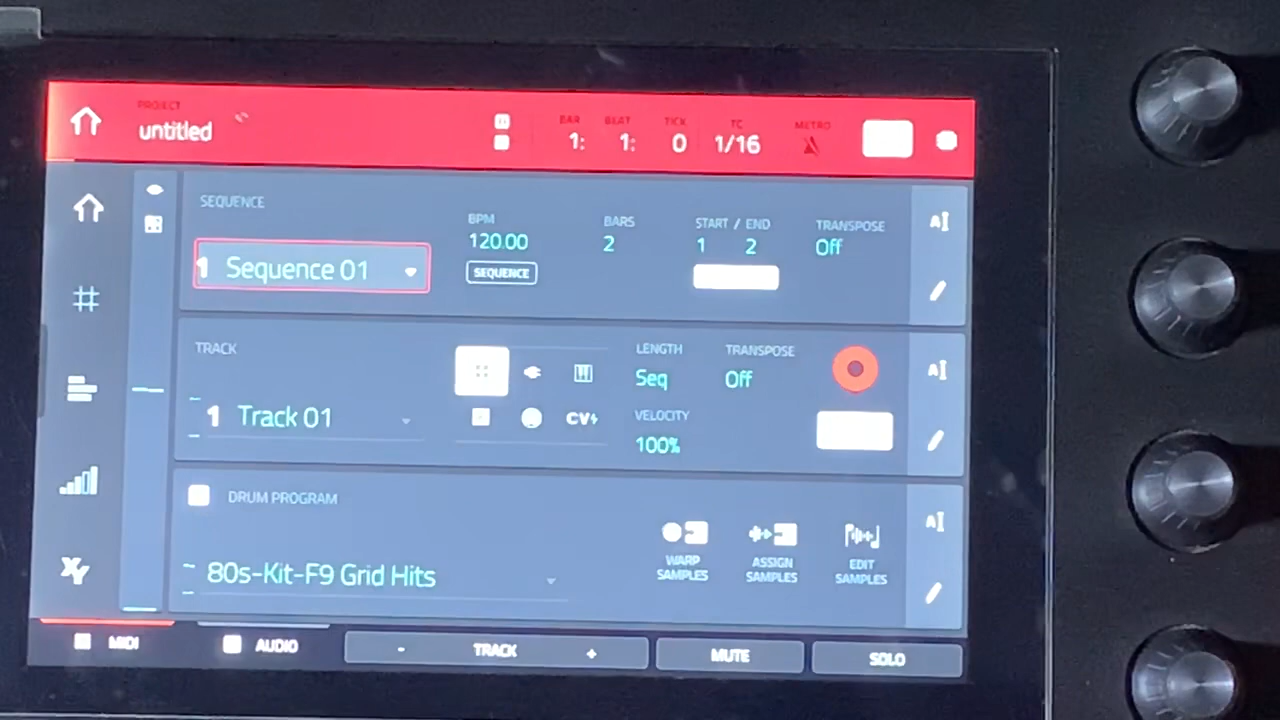 PROJECT
untitled
BAR BEAT TICK TC METRO
1: 1: 0 1/16
SEQUENCE
1 Sequence 01
BPM
120.00
SEQUENCE
BARS
2
START / END
1 2
TRANSPOSE
Off
TRACK
1 Track 01
CV
LENGTH
Seq
TRANSPOSE
Off
VELOCITY
100%
DRUM PROGRAM
80s-Kit-F9 Grid Hits
WARP
SAMPLES
ASSIGN
SAMPLES
EDIT
SAMPLES
XY
MIDI AUDIO - TRACK + MUTE SOLO